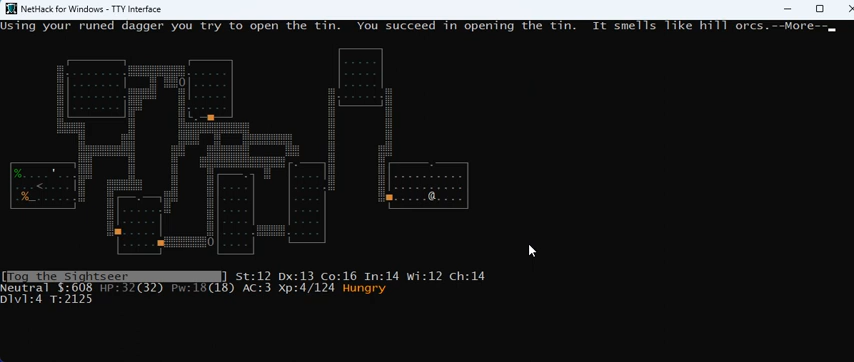 NetHack for Windows - TTY Interface
Using your runed dagger you try to open the tin.  You succeed in opening the tin.  It smells like hill orcs.--More--
[Tog the Sightseer] St:12 Dx:13 Co:16 In:14 Wi:12 Ch:14
Neutral $:608 HP:32(32) Pw:18(18) AC:3 Xp:4/124 Hungry
Dlvl:4 T:2125